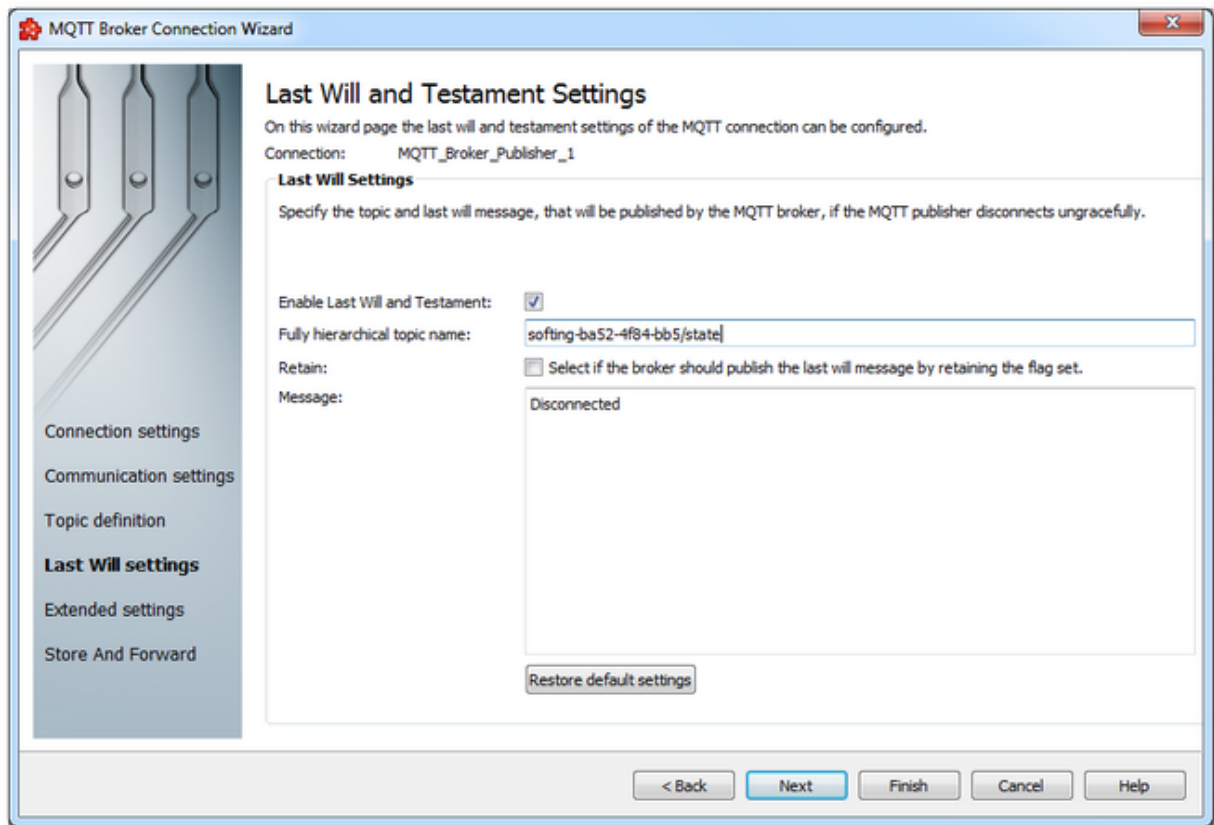 MQTT Broker Connection Wizard
Last Will and Testament Settings
On this wizard page the last will and testament settings of the MQTT connection can be configured.
Connection: MQTT_Broker_Publisher_1
Last Will Settings
Specify the topic and last will message, that will be published by the MQTT broker, if the MQTT publisher disconnects ungracefully.
Enable Last Will and Testament:
Fully hierarchical topic name: softing-ba52-4f84-bb5/state
Retain: Select if the broker should publish the last will message by retaining the flag set.
Message: Disconnected
Connection settings
Communication settings
Topic definition
Last Will settings
Extended settings
Store And Forward
Restore default settings
< Back Next Finish Cancel Help